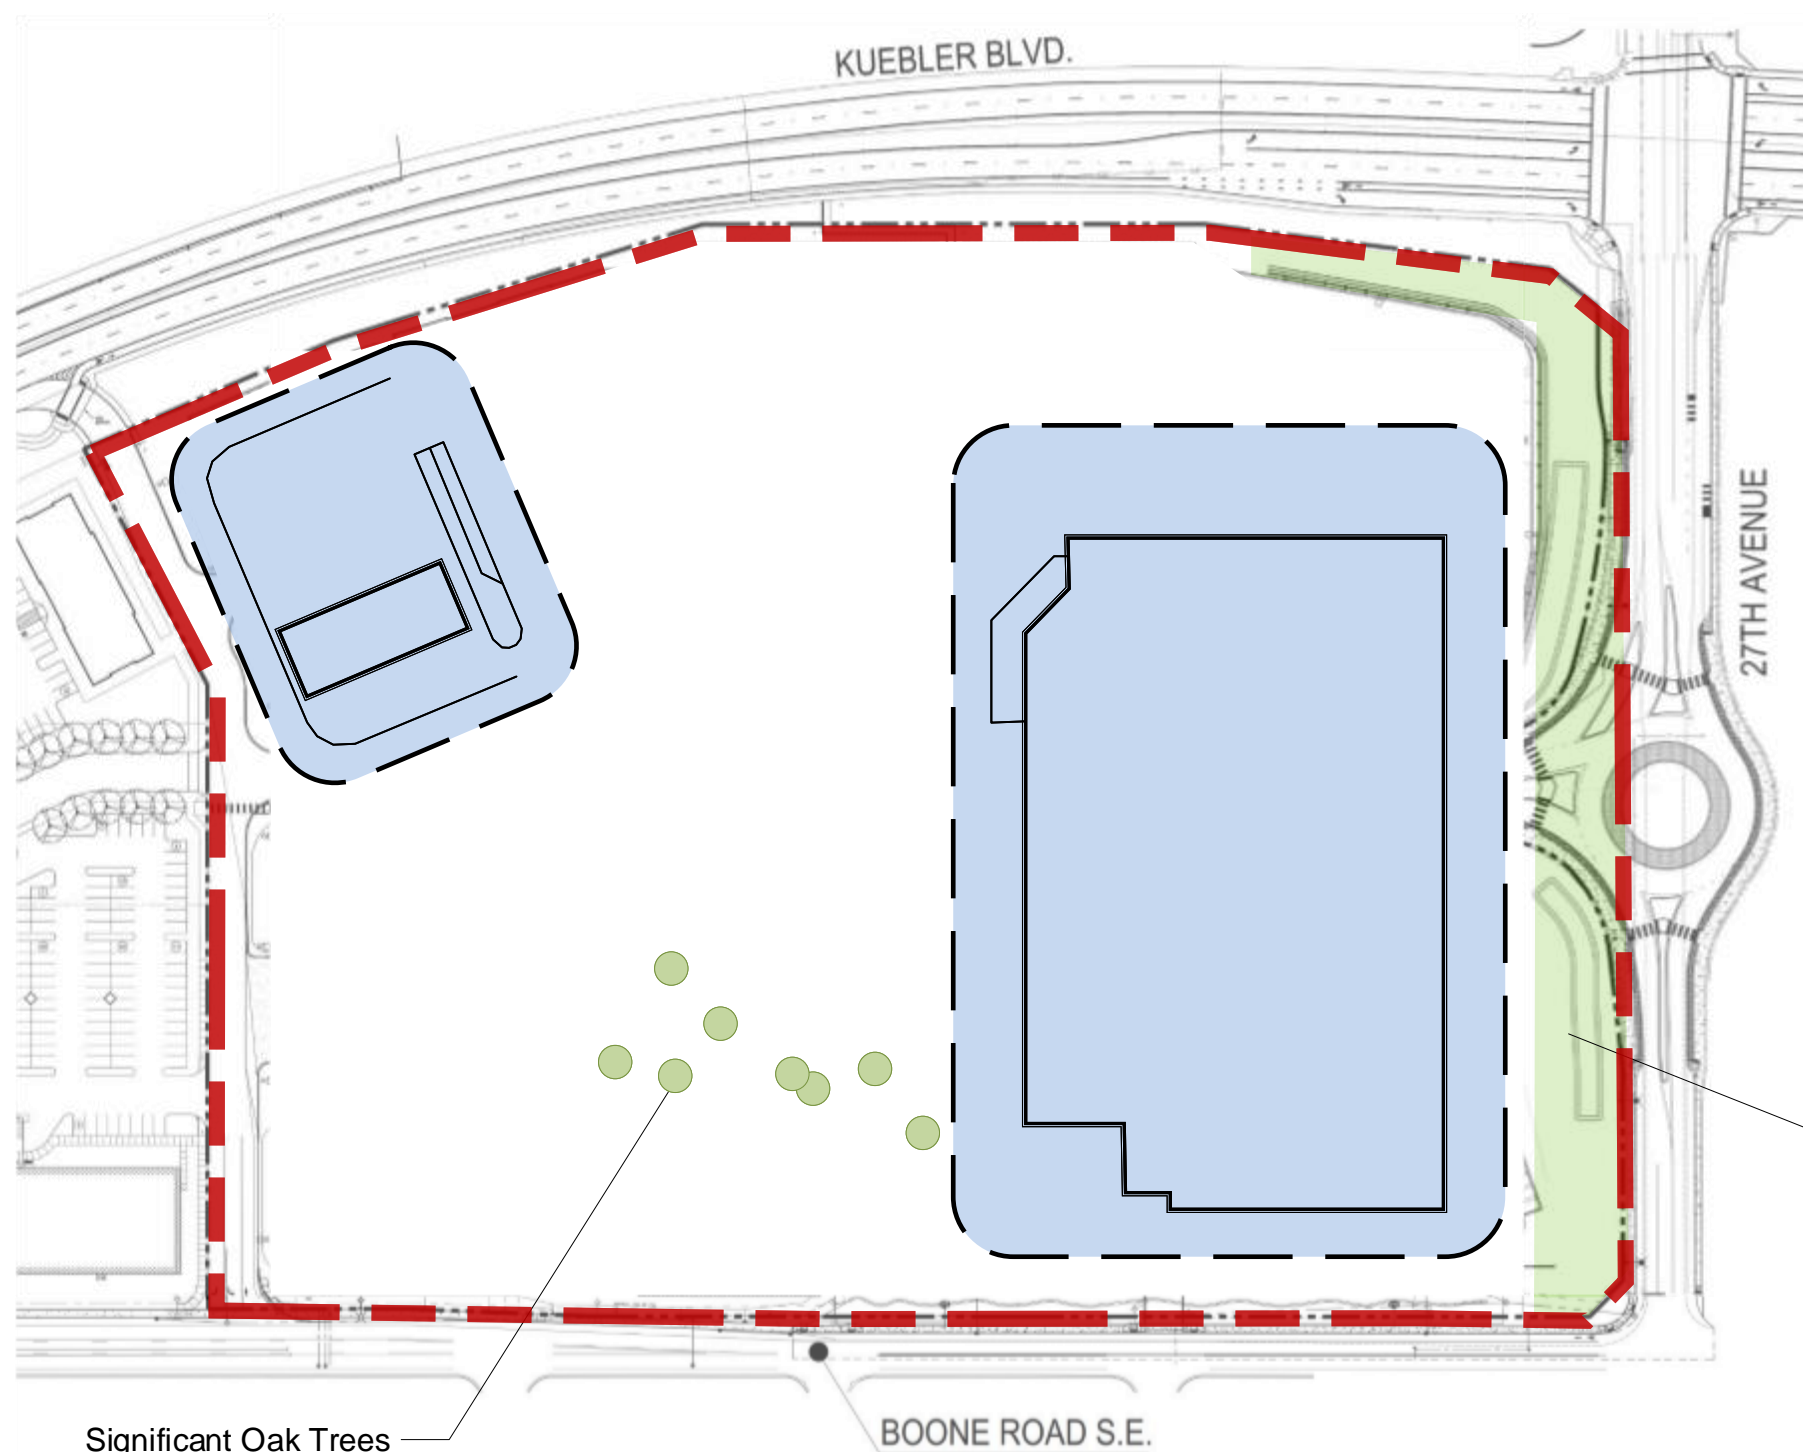 KUEBLER BLVD.
27TH AVENUE
Significant Oak Trees
BOONE ROAD S.E.